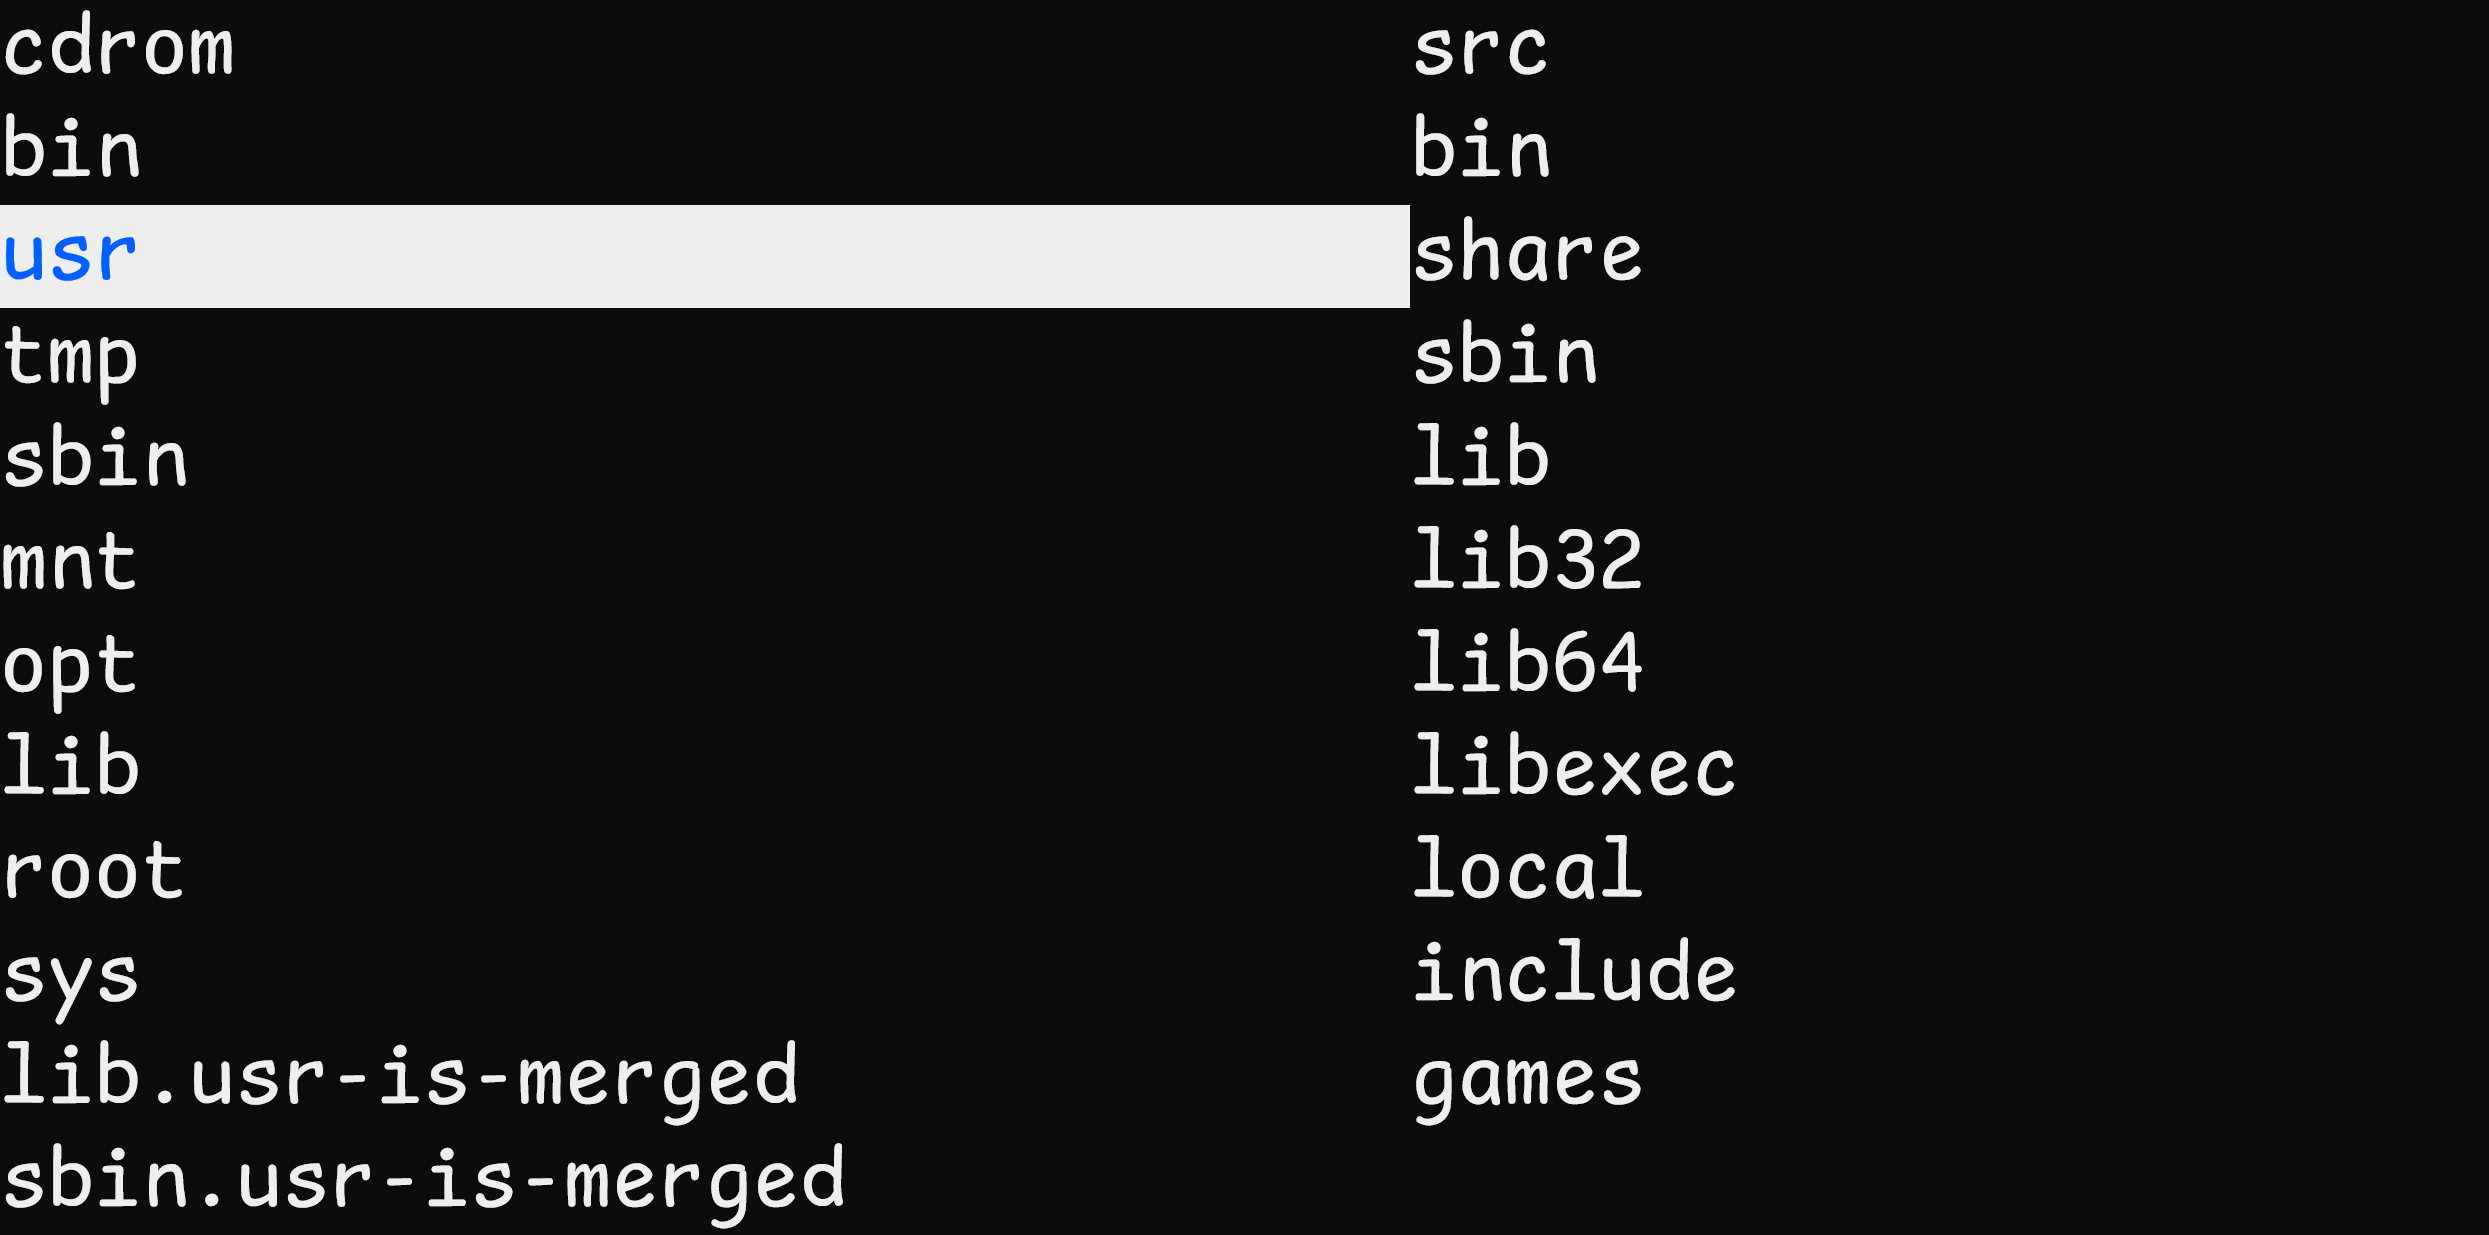 cdrom
bin
usr
tmp
sbin
mnt
opt
lib
root
sys
lib.usr-is-merged
sbin.usr-is-merged
src
bin
share
sbin
lib
lib32
lib64
libexec
local
include
games